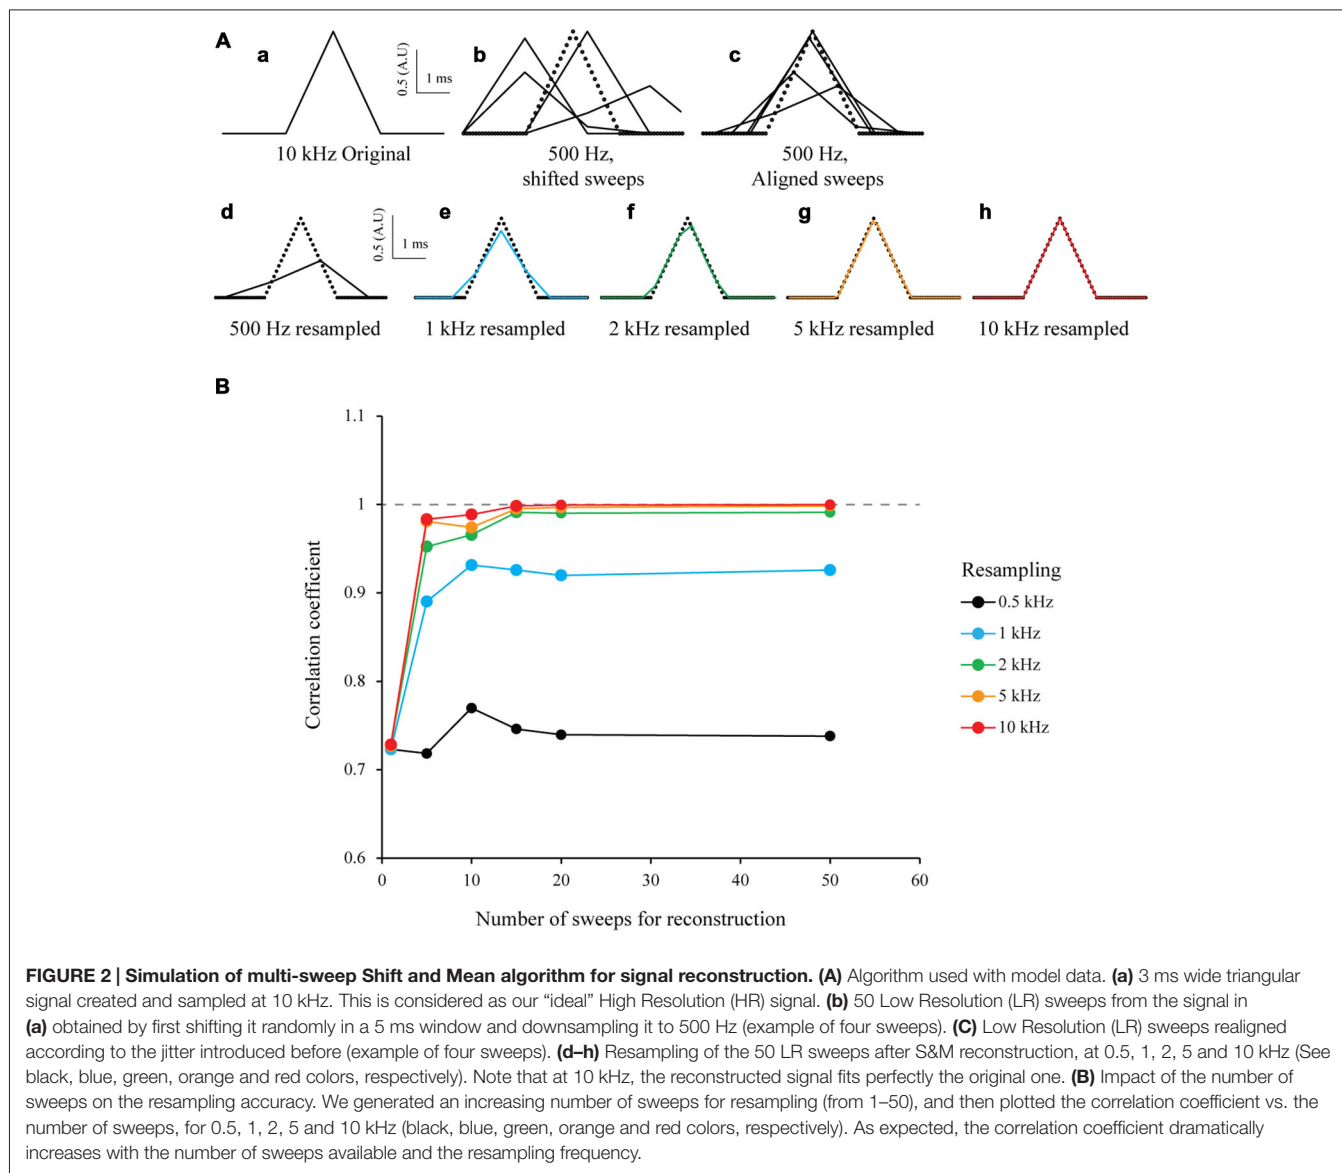 A
a
0.5 (A.U)
1 ms
b
c
10 kHz Original
500 Hz,
shifted sweeps
500 Hz,
Aligned sweeps
d
0.5 (A.U)
1 ms
e
f
g
h
500 Hz resampled
1 kHz resampled
2 kHz resampled
5 kHz resampled
10 kHz resampled
B
Correlation coefficient
1.1
1
0.9
0.8
0.7
0.6
0
10
20
30
40
50
60
Number of sweeps for reconstruction
Resampling
0.5 kHz
1 kHz
2 kHz
5 kHz
10 kHz
FIGURE 2 | Simulation of multi-sweep Shift and Mean algorithm for signal reconstruction. (A) Algorithm used with model data. (a) 3 ms wide triangular
signal created and sampled at 10 kHz. This is considered as our “ideal” High Resolution (HR) signal. (b) 50 Low Resolution (LR) sweeps from the signal in
(a) obtained by first shifting it randomly in a 5 ms window and downsampling it to 500 Hz (example of four sweeps). (C) Low Resolution (LR) sweeps realigned
according to the jitter introduced before (example of four sweeps). (d–h) Resampling of the 50 LR sweeps after S&M reconstruction, at 0.5, 1, 2, 5 and 10 kHz (See
black, blue, green, orange and red colors, respectively). Note that at 10 kHz, the reconstructed signal fits perfectly the original one. (B) Impact of the number of
sweeps on the resampling accuracy. We generated an increasing number of sweeps for resampling (from 1–50), and then plotted the correlation coefficient vs. the
number of sweeps, for 0.5, 1, 2, 5 and 10 kHz (black, blue, green, orange and red colors, respectively). As expected, the correlation coefficient dramatically
increases with the number of sweeps available and the resampling frequency.